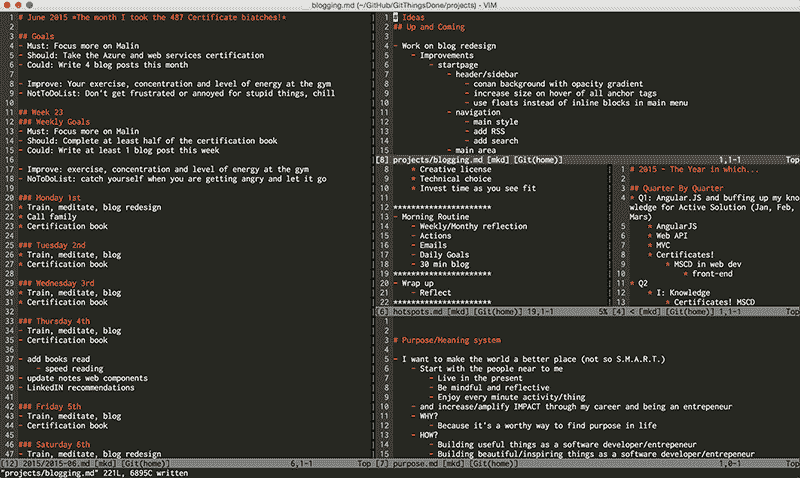 blogging.md (~/GitHub/GitThingsDone/projects) - VIM
1 # June 2015 *The month I took the 487 Certificate biatches!*
2
3 ## Goals
4 - Must: Focus more on Malin
5 - Should: Take the Azure and web services certification
6 - Could: Write 4 blog posts this month
7
8 - Improve: Your exercise, concentration and level of energy at the gym
9 - NotToDoList: Don't get frustrated or annoyed for stupid things, chill
10
11 ## Week 23
12 ### Weekly Goals
13 - Must: Focus more on Malin
14 - Should: Complete at least half of the certification book
15 - Could: Write at least 1 blog post this week
16
17 - Improve: exercise, concentration and level of energy at the gym
18 - NoToDoList: catch yourself when you are getting angry and let it go
19
20 ### Monday 1st
21 * Train, meditate, blog redesign
22 * Call family
23 * Certification book
24
25 ### Tuesday 2nd
26 * Train, meditate, blog
27 * Certification book
28
29 ### Wednesday 3rd
30 * Train, meditate, blog
31 * Certification book
32
33 ### Thursday 4th
34 - Train, meditate, blog
35 - Certification book
36
37 - add books read
38 - speed reading
39 - update notes web components
40 - LinkedIN recommendations
41
42 ### Friday 5th
43 - Train, meditate, blog
44 - Certification book
45
46 ### Saturday 6th
47 - Train, meditate, blog redesign
[12] 2015/2015-06.md [mkd] [Git(home)] 6,1-1 Top
"projects/blogging.md" 221L, 6895C written
1 # Ideas
2 ## Up and Coming
3
4 - Work on blog redesign
5 - Improvements
6 - startpage
7 - header/sidebar
8 - conan background with opacity gradient
9 - increase size on hover of all anchor tags
10 - use floats instead of inline blocks in main menu
11 - navigation
12 - main style
13 - add RSS
14 - add search
15 - main area
[8] projects/blogging.md [mkd] [Git(home)] 1,1-1 Top
8 * Creative license
9 * Technical choice
10 * Invest time as you see fit
11
12 **********************
13 - Morning Routine
14 - Weekly/Monthy reflection
15 - Actions
16 - Emails
17 - Daily Goals
18 - 30 min blog
19 **********************
20 - Wrap up
21 - Reflect
22 **********************
[6] hotspots.md [mkd] [Git(home)] 19,1-1 5%
1 # 2015 - The Year in which...
2
3 ## Quarter By Quarter
4 * Q1: Angular.JS and buffing up my kno
wledge for Active Solution (Jan, Feb,
Mars)
5 * AngularJS
6 * Web API
7 * MVC
8 * Certificates!
9 * MSCD in web dev
10 * front-end
11 * Q2
12 * I: Knowledge
13 * Certificates! MSCD
[4] < [mkd] [Git(home)] 1,1-1 Top
1
2
3 # Purpose/Meaning system
4
5 - I want to make the world a better place (not so S.M.A.R.T.)
6 - Start with the people near to me
7 - Live in the present
8 - Be mindful and reflective
9 - Enjoy every minute activity/thing
10 - and increase/amplify IMPACT through my career and being an entrepeneur
11 - WHY?
12 - Because it's a worthy way to find purpose in life
13 - HOW?
14 - Building useful things as a software developer/entrepeneur
15 - Building beautiful/inspiring things as a software developer/entrepeneur
[7] purpose.md [mkd] [Git(home)] 1,0-1 Top